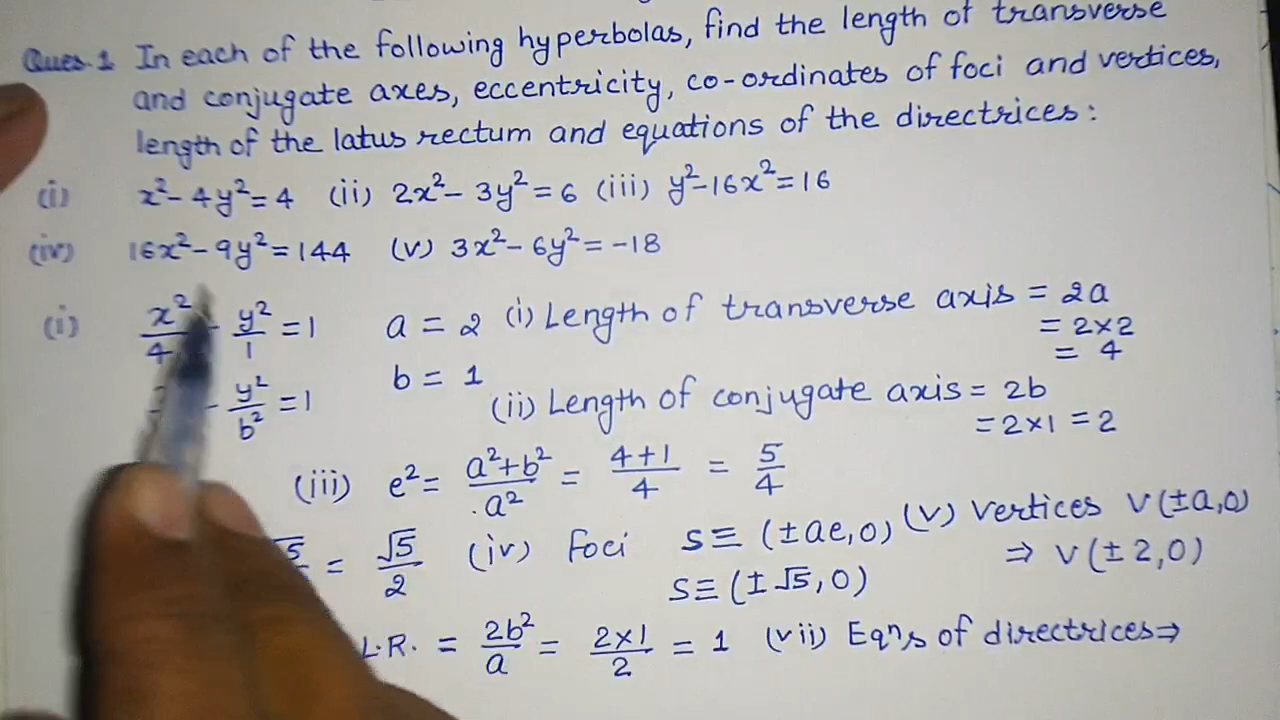 Ques.1 In each of the following hyperbolas, find the length of transverse
and conjugate axes, eccentricity, co-ordinates of foci and vertices,
length of the latus rectum and equations of the directrices:
(i) x²- 4y²= 4 (ii) 2x²- 3y²= 6 (iii) y²-16x²= 16
(iv) 16x²- 9y²= 144 (v) 3x²- 6y²= -18
(i) x²/4 - y²/1 = 1 a = 2 (i) Length of transverse axis = 2a
= 2×2
= 4
- y²/b² = 1 b = 1 (ii) Length of conjugate axis = 2b
= 2×1 = 2
(iii) e²= a²+b²/a² = 4+1/4 = 5/4
= √5/2 (iv) Foci S≡ (±ae,0) (v) Vertices V(±a,0)
S≡ (±√5,0) ⇒ V(±2,0)
L.R. = 2b²/a = 2×1/2 = 1 (vii) Eqⁿs of directrices⇒